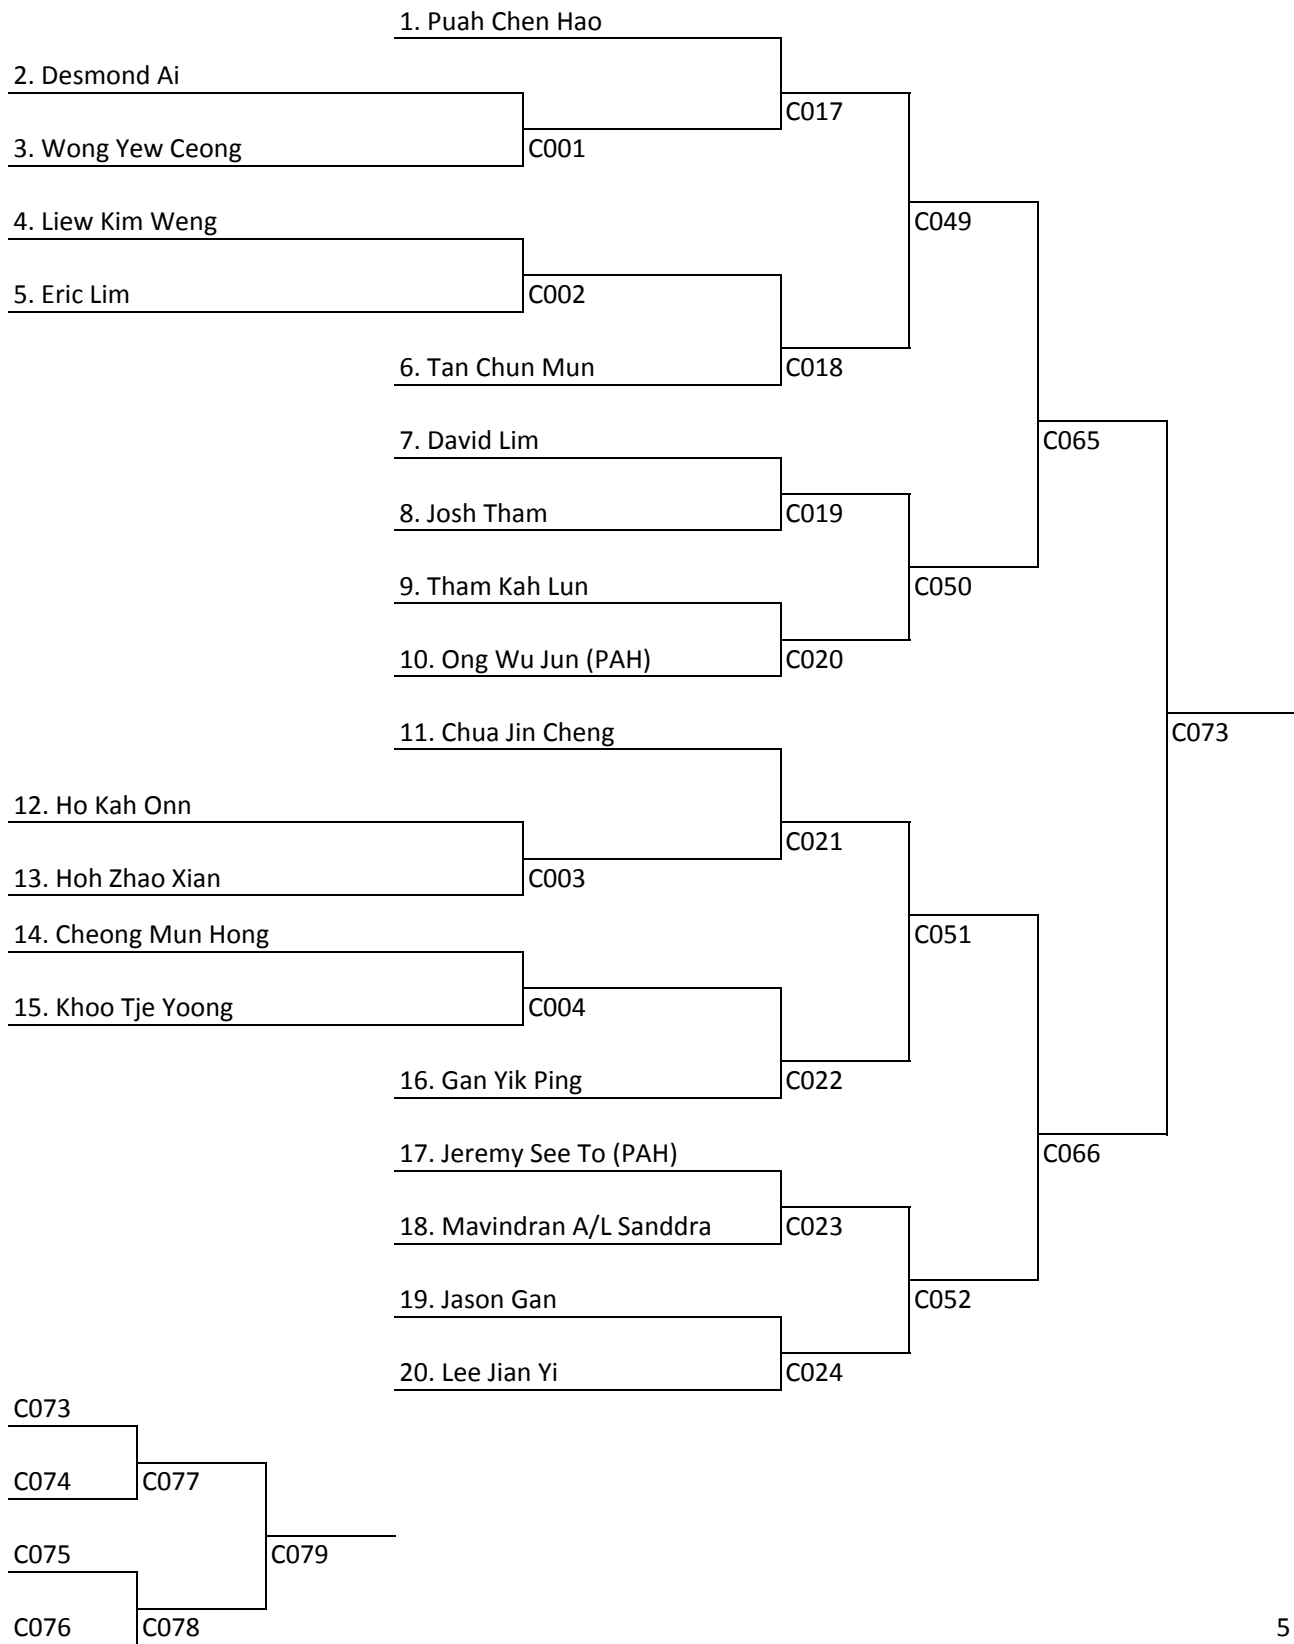 1. Puah Chen Hao
2. Desmond Ai
C017
3. Wong Yew Ceong
C001
4. Liew Kim Weng
C049
5. Eric Lim
C002
6. Tan Chun Mun
C018
7. David Lim
C065
8. Josh Tham
C019
9. Tham Kah Lun
C050
10. Ong Wu Jun (PAH)
C020
11. Chua Jin Cheng
C073
12. Ho Kah Onn
C021
13. Hoh Zhao Xian
C003
14. Cheong Mun Hong
C051
15. Khoo Tje Yoong
C004
16. Gan Yik Ping
C022
17. Jeremy See To (PAH)
C066
18. Mavindran A/L Sanddra
C023
19. Jason Gan
C052
20. Lee Jian Yi
C024
C073
C074
C077
C075
C079
C076
C078
5